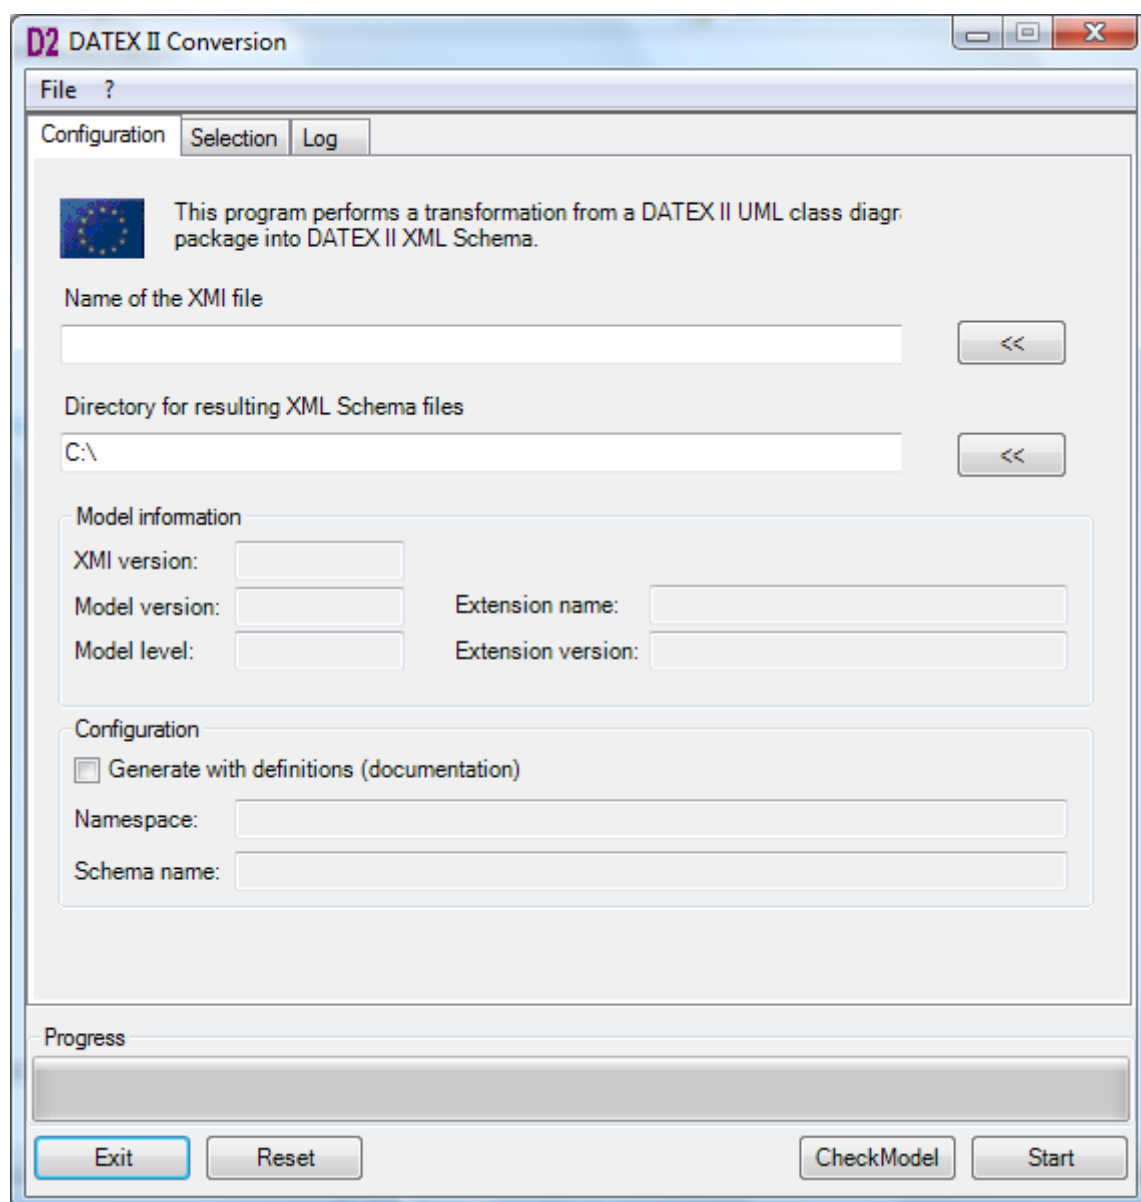 D2 DATEX II Conversion
File ?
Configuration Selection Log
This program performs a transformation from a DATEX II UML class diagra
package into DATEX II XML Schema.
Name of the XMI file
<<
Directory for resulting XML Schema files
C:\
<<
Model information
XMI version:
Model version: Extension name:
Model level: Extension version:
Configuration
Generate with definitions (documentation)
Namespace:
Schema name:
Progress
Exit Reset CheckModel Start